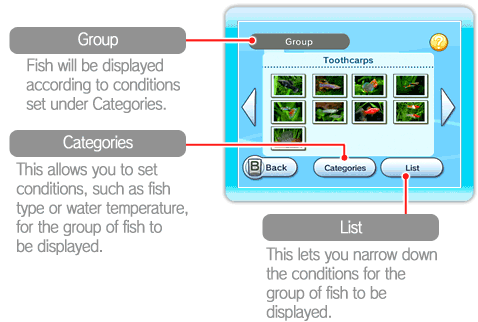 Group
Fish will be displayed
according to conditions
set under Categories.
Categories
This allows you to set
conditions, such as fish
type or water temperature,
for the group of fish to
be displayed.
Group
?
Toothcarps
B Back
Categories
List
List
This lets you narrow down
the conditions for the
group of fish to be
displayed.